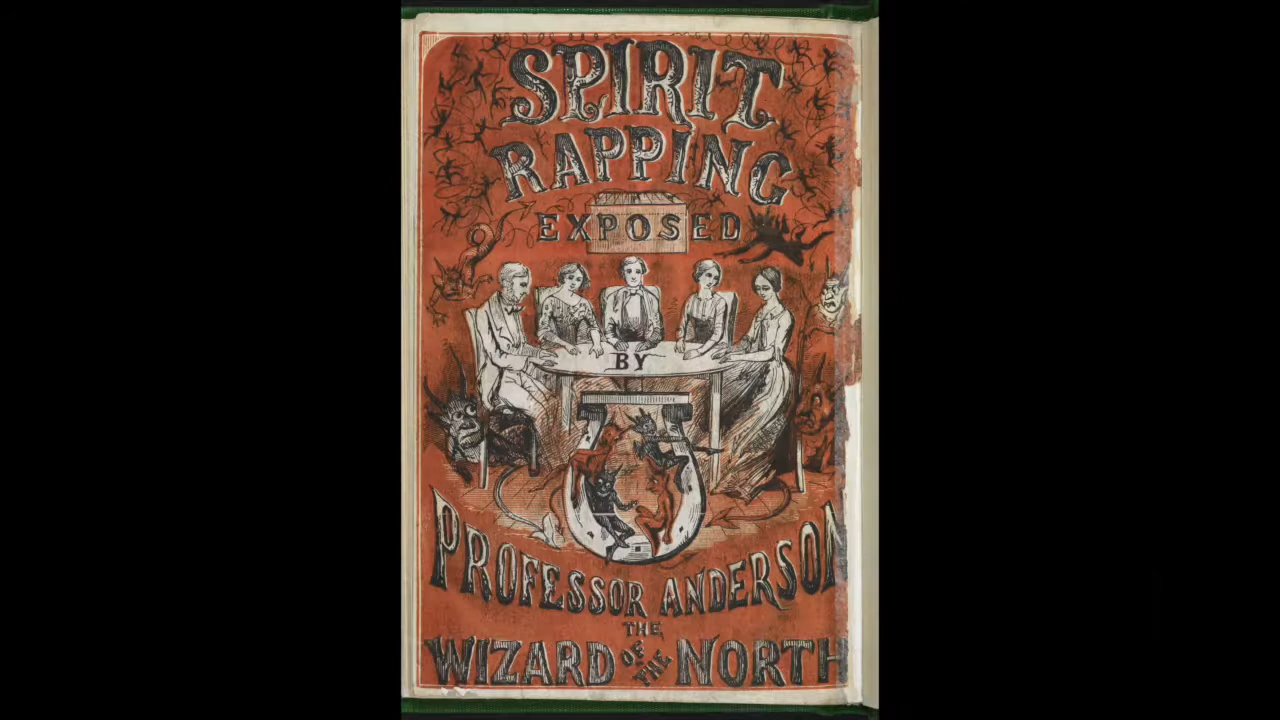 SPIRIT
RAPPING
EXPOSED
BY
PROFESSOR ANDERSON
THE
WIZARD OF THE NORTH